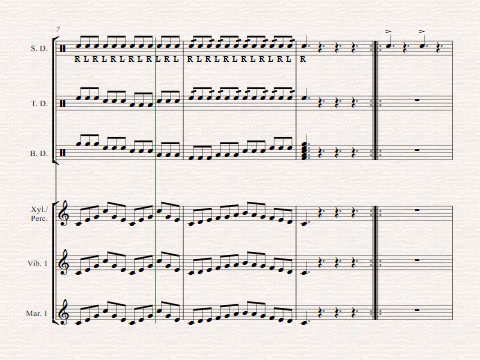 7
S. D.
R L R L R L R L R L R L R L R L R L R L R L R L R
T. D.
B. D.
Xyl./
Perc.
Vib. 1
Mar. 1